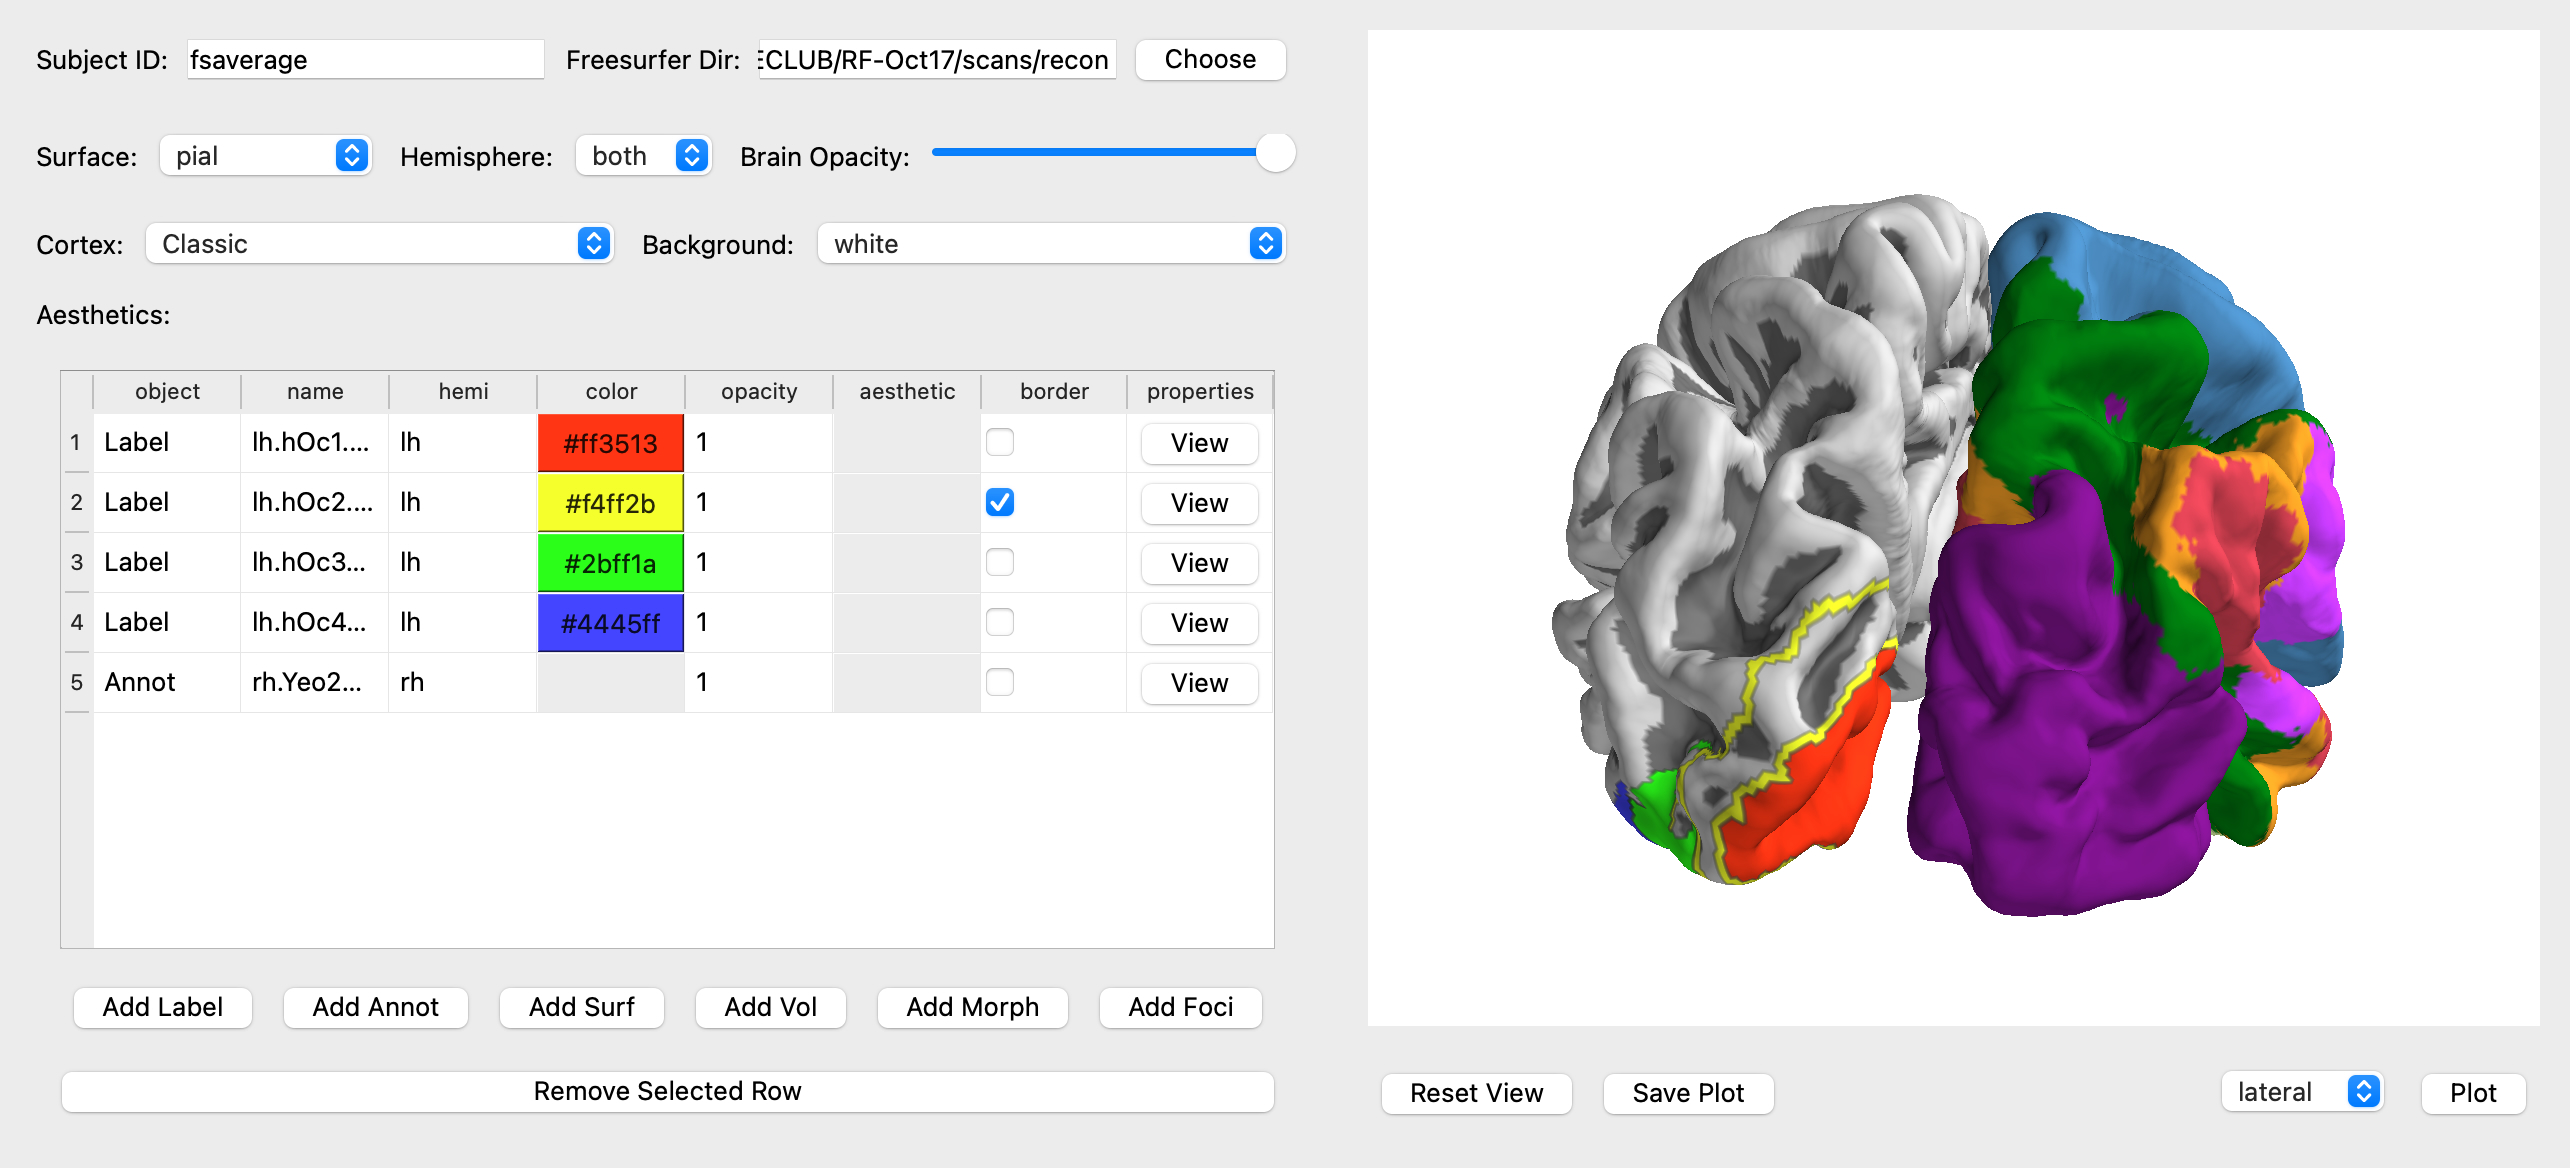 Subject ID: fsaverage Freesurfer Dir: ECLUB/RF-Oct17/scans/recon Choose
Surface: pial Hemisphere: both Brain Opacity:
Cortex: Classic Background: white
Aesthetics:
object name hemi color opacity aesthetic border properties
1 Label lh.hOc1.... lh #ff3513 1 View
2 Label lh.hOc2.... lh #f4ff2b 1 View
3 Label lh.hOc3... lh #2bff1a 1 View
4 Label lh.hOc4... lh #4445ff 1 View
5 Annot rh.Yeo2... rh 1 View
Add Label Add Annot Add Surf Add Vol Add Morph Add Foci
Remove Selected Row
Reset View Save Plot lateral Plot